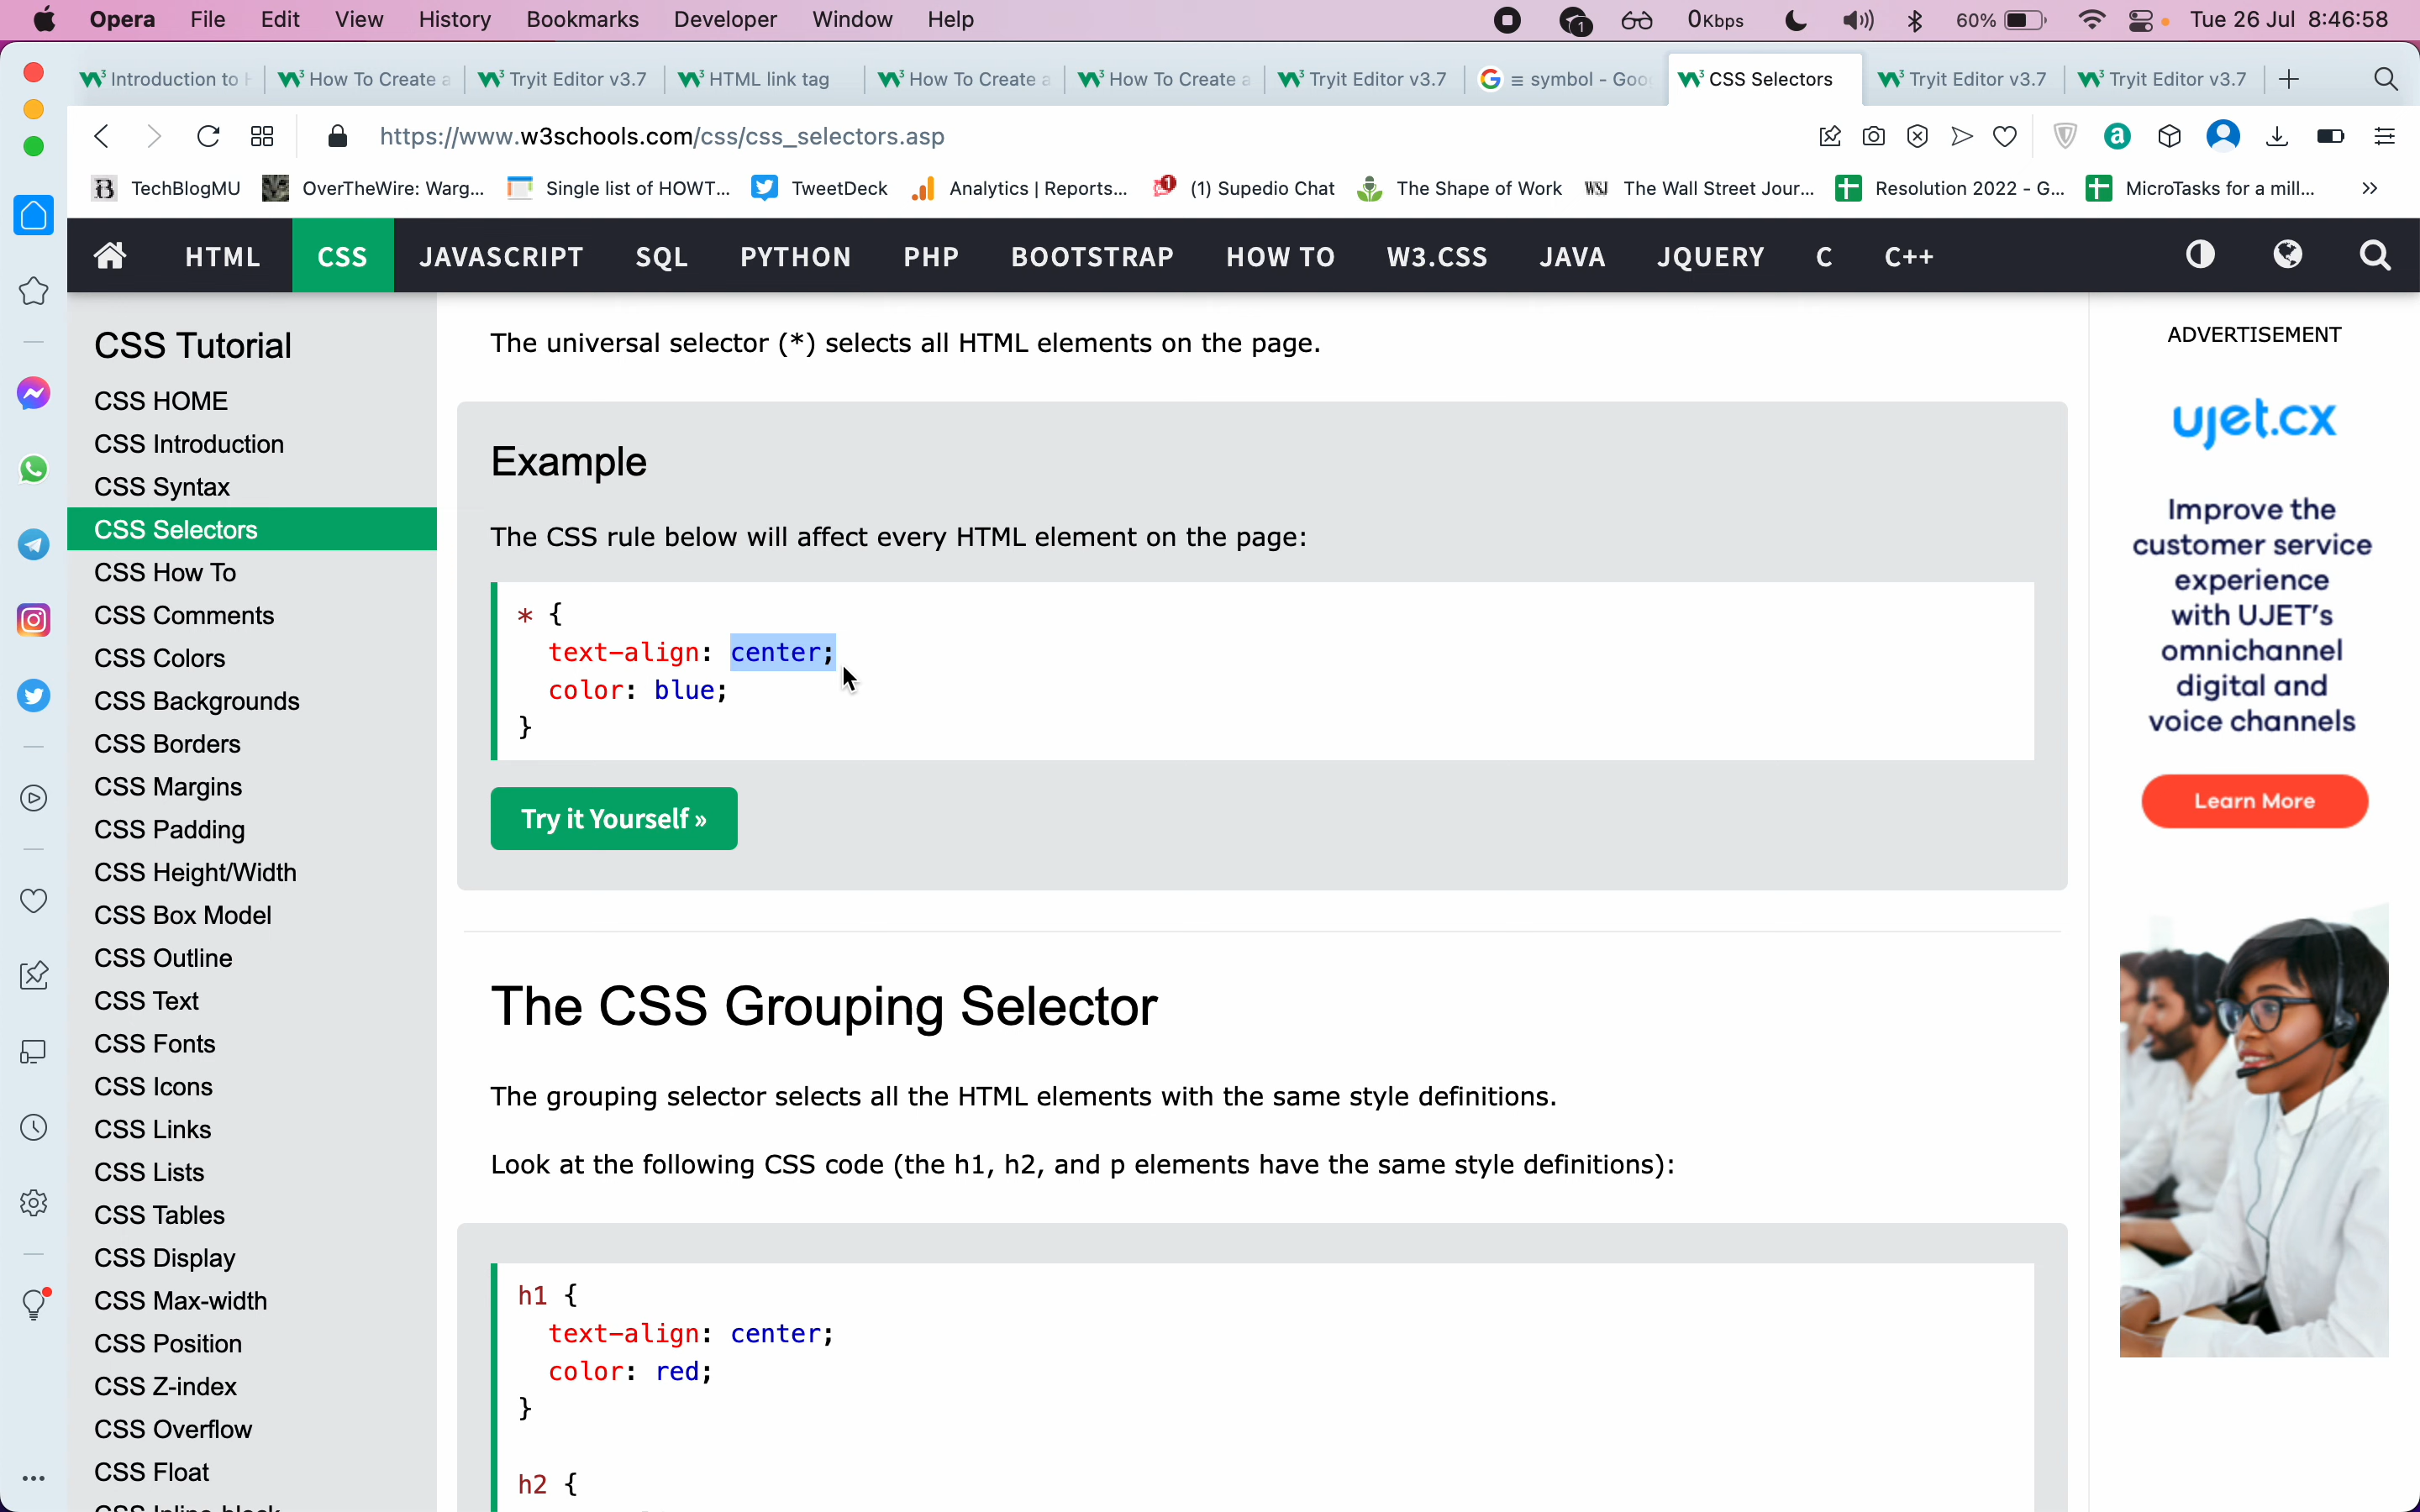 Opera File Edit View History Bookmarks Developer Window Help 1 0Kbps 60% Tue 26 Jul 8:46:58
Introduction to How To Create a Tryit Editor v3.7 HTML link tag How To Create a How To Create a Tryit Editor v3.7 ≡ symbol - Goo CSS Selectors Tryit Editor v3.7 Tryit Editor v3.7
https://www.w3schools.com/css/css_selectors.asp
TechBlogMU OverTheWire: Warg... Single list of HOWT... TweetDeck Analytics | Reports... (1) Supedio Chat The Shape of Work WSJ The Wall Street Jour... Resolution 2022 - G... MicroTasks for a mill... »
HTML CSS JAVASCRIPT SQL PYTHON PHP BOOTSTRAP HOW TO W3.CSS JAVA JQUERY C C++
CSS Tutorial
CSS HOME
CSS Introduction
CSS Syntax
CSS Selectors
CSS How To
CSS Comments
CSS Colors
CSS Backgrounds
CSS Borders
CSS Margins
CSS Padding
CSS Height/Width
CSS Box Model
CSS Outline
CSS Text
CSS Fonts
CSS Icons
CSS Links
CSS Lists
CSS Tables
CSS Display
CSS Max-width
CSS Position
CSS Z-index
CSS Overflow
CSS Float
CSS Inline-block
The universal selector (*) selects all HTML elements on the page.
Example
The CSS rule below will affect every HTML element on the page:
* {
text-align: center;
color: blue;
}
Try it Yourself »
The CSS Grouping Selector
The grouping selector selects all the HTML elements with the same style definitions.
Look at the following CSS code (the h1, h2, and p elements have the same style definitions):
h1 {
text-align: center;
color: red;
}
h2 {
ADVERTISEMENT
ujet.cx
Improve the
customer service
experience
with UJET's
omnichannel
digital and
voice channels
Learn More